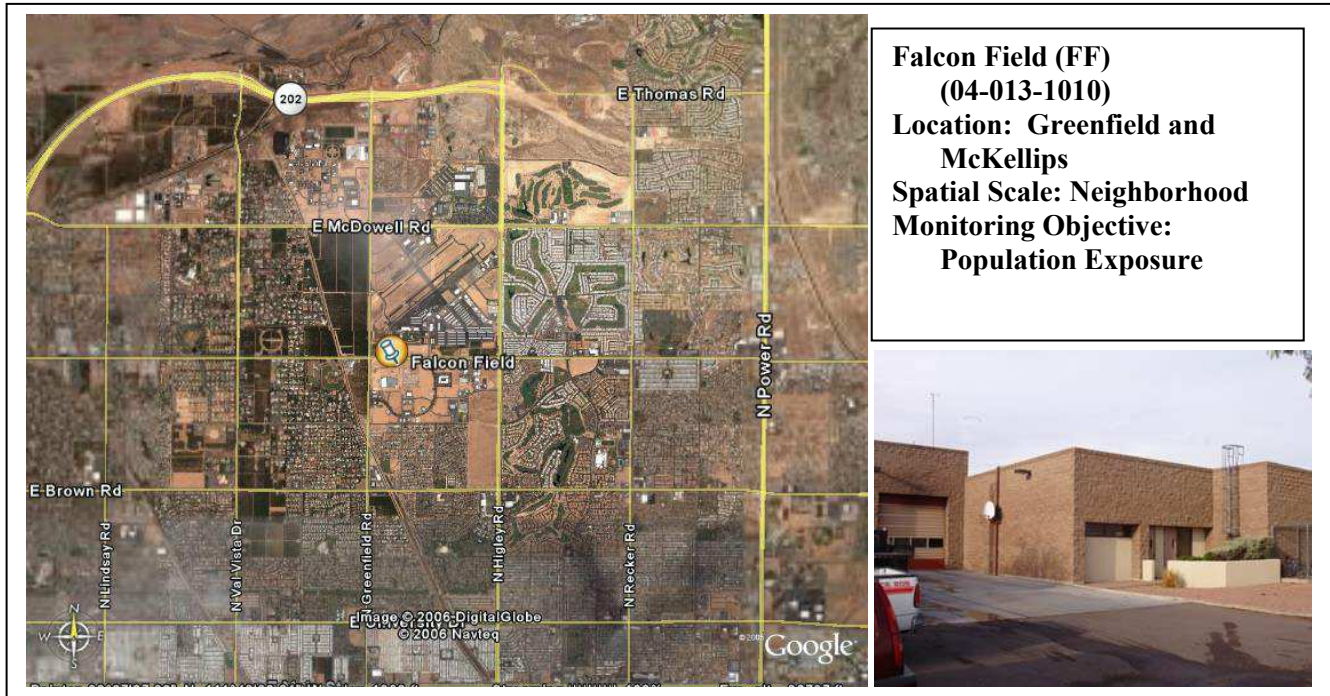 202
E Thomas Rd
E McDowell Rd
Falcon Field
N Power Rd
E Brown Rd
N Lindsay Rd
N Val Vista Dr
N Greenfield Rd
N Higley Rd
N Recker Rd
N
W E
S
Image © 2006 DigitalGlobe
E University Dr
© 2006 Navteq
Google
Falcon Field (FF)
(04-013-1010)
Location: Greenfield and
McKellips
Spatial Scale: Neighborhood
Monitoring Objective:
Population Exposure